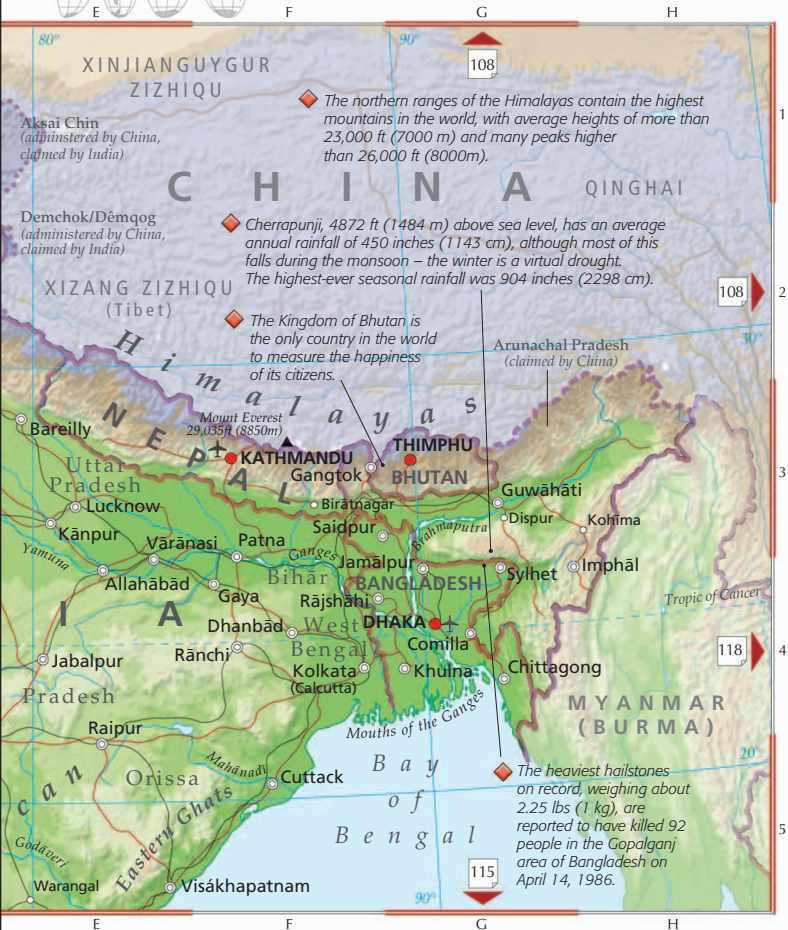 E F G H
80°
90°
108
XINJIANGUYGUR
ZIZHIQU
The northern ranges of the Himalayas contain the highest
mountains in the world, with average heights of more than
23,000 ft (7000 m) and many peaks higher
than 26,000 ft (8000m).
1
Aksai Chin
(adminstered by China,
claimed by India)
CHINA
QINGHAI
Demchok/Dêmqog
(administered by China,
claimed by India)
Cherrapunji, 4872 ft (1484 m) above sea level, has an average
annual rainfall of 450 inches (1143 cm), although most of this
falls during the monsoon – the winter is a virtual drought.
The highest-ever seasonal rainfall was 904 inches (2298 cm).
XIZANG ZIZHIQU
(Tibet)
108
2
The Kingdom of Bhutan is
the only country in the world
to measure the happiness
of its citizens.
30°
Arunachal Pradesh
(claimed by China)
Himalayas
NEPAL
Mount Everest
29,035ft (8850m)
Bareilly
KATHMANDU
THIMPHU
Gangtok
BHUTAN
3
Uttar
Pradesh
Lucknow
Birātnagar
Guwāhāti
Dispur
Kohīma
Kānpur
Saidpur
Brahmaputra
Yamuna
Vārānasi
Patna
Ganges
Jamālpur
Imphāl
Allahābād
Bihār
BANGLADESH
Sylhet
Gaya
Rājshāhi
Tropic of Cancer
I A
Dhanbād
West
Bengal
DHAKA
Comilla
4
118
Jabalpur
Rānchi
Kolkata
(Calcutta)
Khulna
Chittagong
Pradesh
MYANMAR
(BURMA)
Raipur
Mouths of the Ganges
20°
Mahānadi
Orissa
Cuttack
can
Bay
of
Bengal
The heaviest hailstones
on record, weighing about
2.25 lbs (1 kg), are
reported to have killed 92
people in the Gopalganj
area of Bangladesh on
April 14, 1986.
5
Eastern Ghats
Godāveri
Warangal
Visákhapatnam
115
90°
E F G H